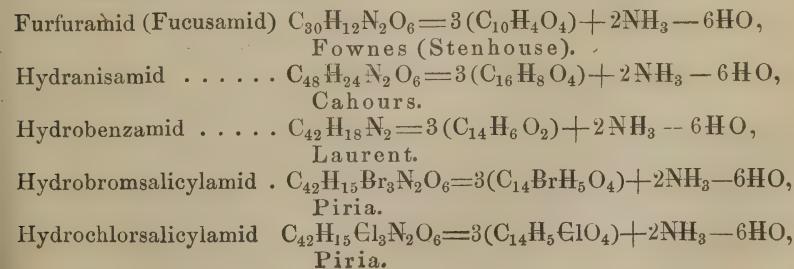 Furfuramid (Fucusamid) C₃₀H₁₂N₂O₆=3(C₁₀H₄O₄)+2NH₃—6HO,
Fownes (Stenhouse).
Hydranisamid . . . . . . C₄₈H₂₄N₂O₆=3(C₁₆H₈O₄)+2NH₃—6HO,
Cahours.
Hydrobenzamid . . . . . C₄₂H₁₈N₂=3(C₁₄H₆O₂)+2NH₃--6HO,
Laurent.
Hydrobromsalicylamid . C₄₂H₁₅Br₃N₂O₆=3(C₁₄BrH₅O₄)+2NH₃—6HO,
Piria.
Hydrochlorsalicylamid C₄₂H₁₅Cl₃N₂O₆=3(C₁₄H₅ClO₄)+2NH₃—6HO,
Piria.